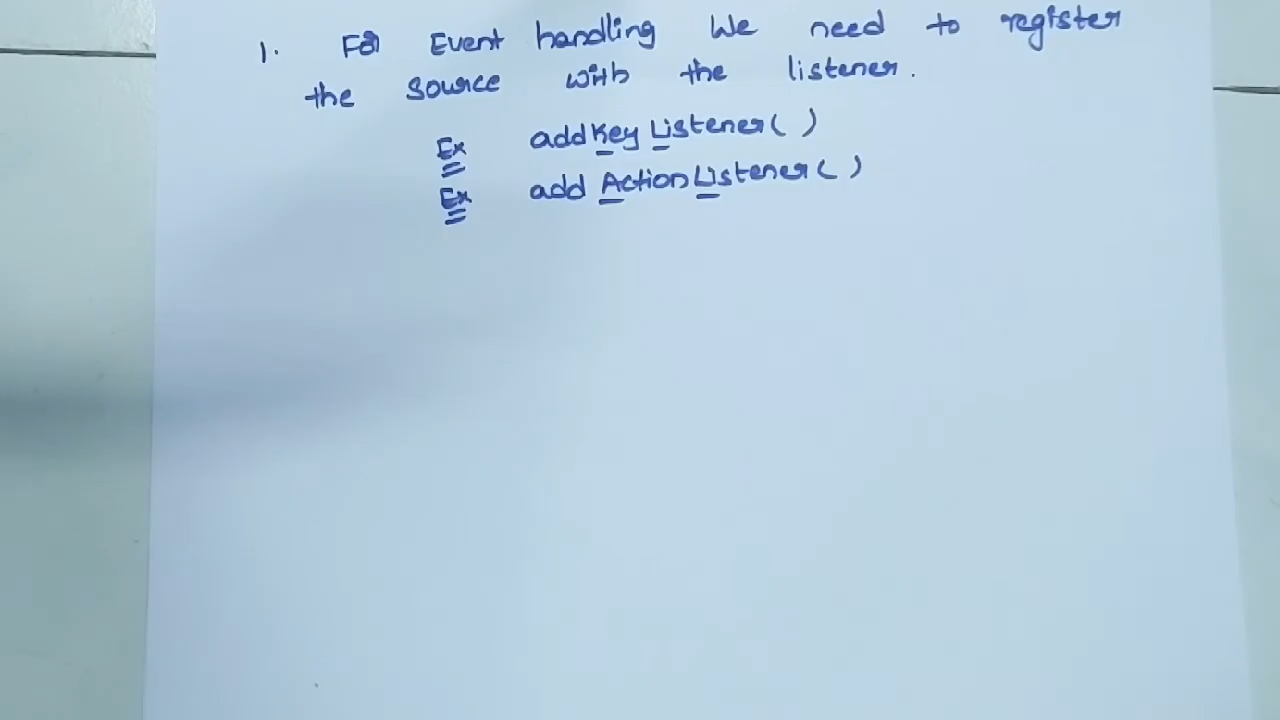 1. For Event handling We need to register
the source with the listener.
Ex addKeyListener( )
Ex add ActionListener( )